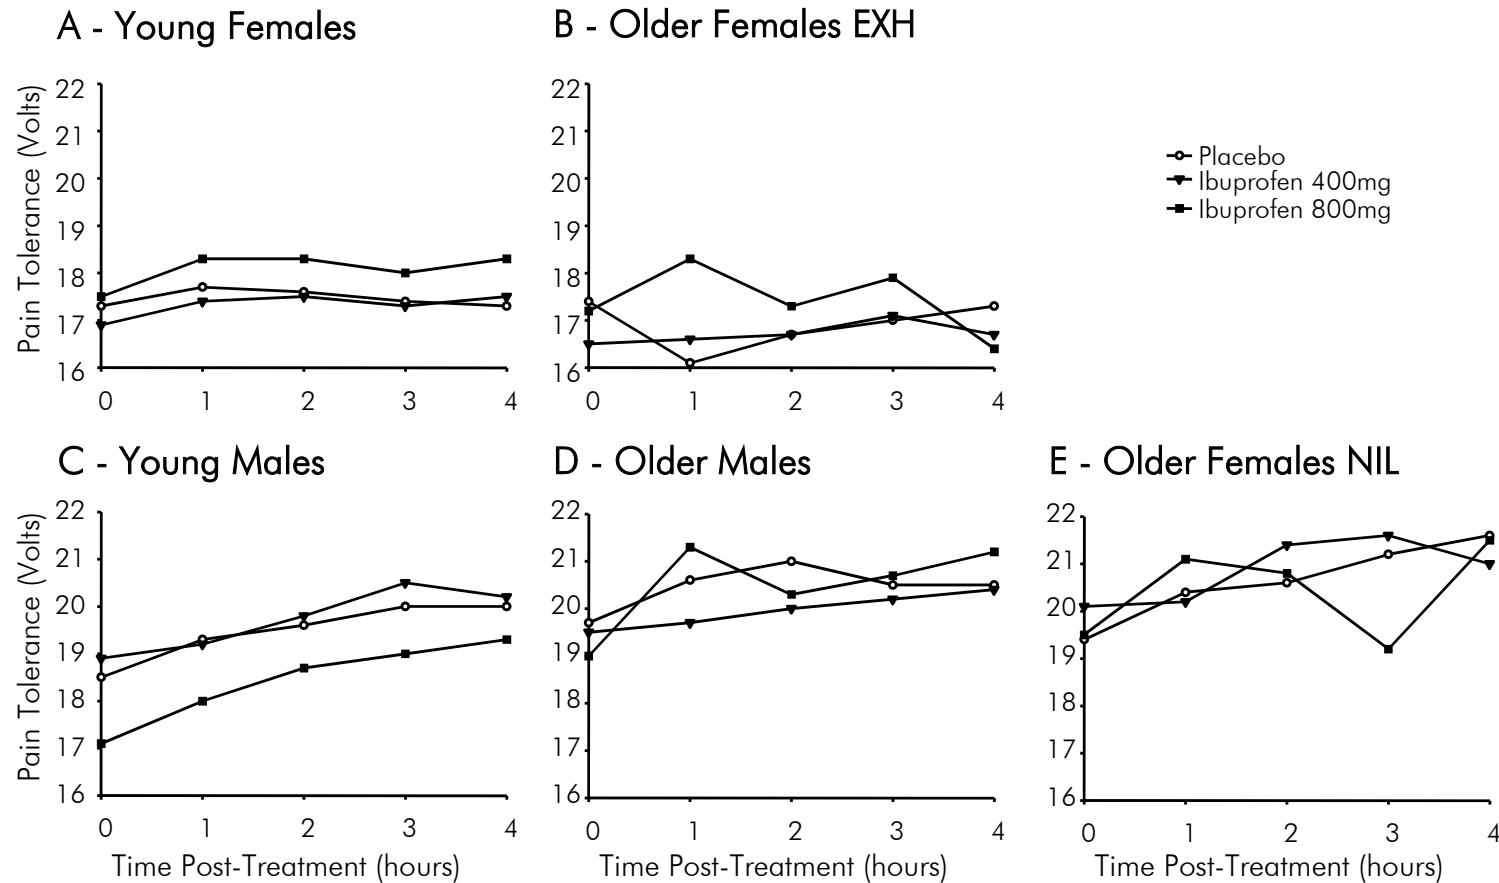 A - Young Females
B - Older Females EXH
Pain Tolerance (Volts)
22
21
20
19
18
17
16
0 1 2 3 4
22
21
20
19
18
17
16
0 1 2 3 4
Placebo
Ibuprofen 400mg
Ibuprofen 800mg
C - Young Males
D - Older Males
E - Older Females NIL
Pain Tolerance (Volts)
22
21
20
19
18
17
16
0 1 2 3 4
Time Post-Treatment (hours)
22
21
20
19
18
17
16
0 1 2 3 4
Time Post-Treatment (hours)
22
21
20
19
18
17
16
0 1 2 3 4
Time Post-Treatment (hours)